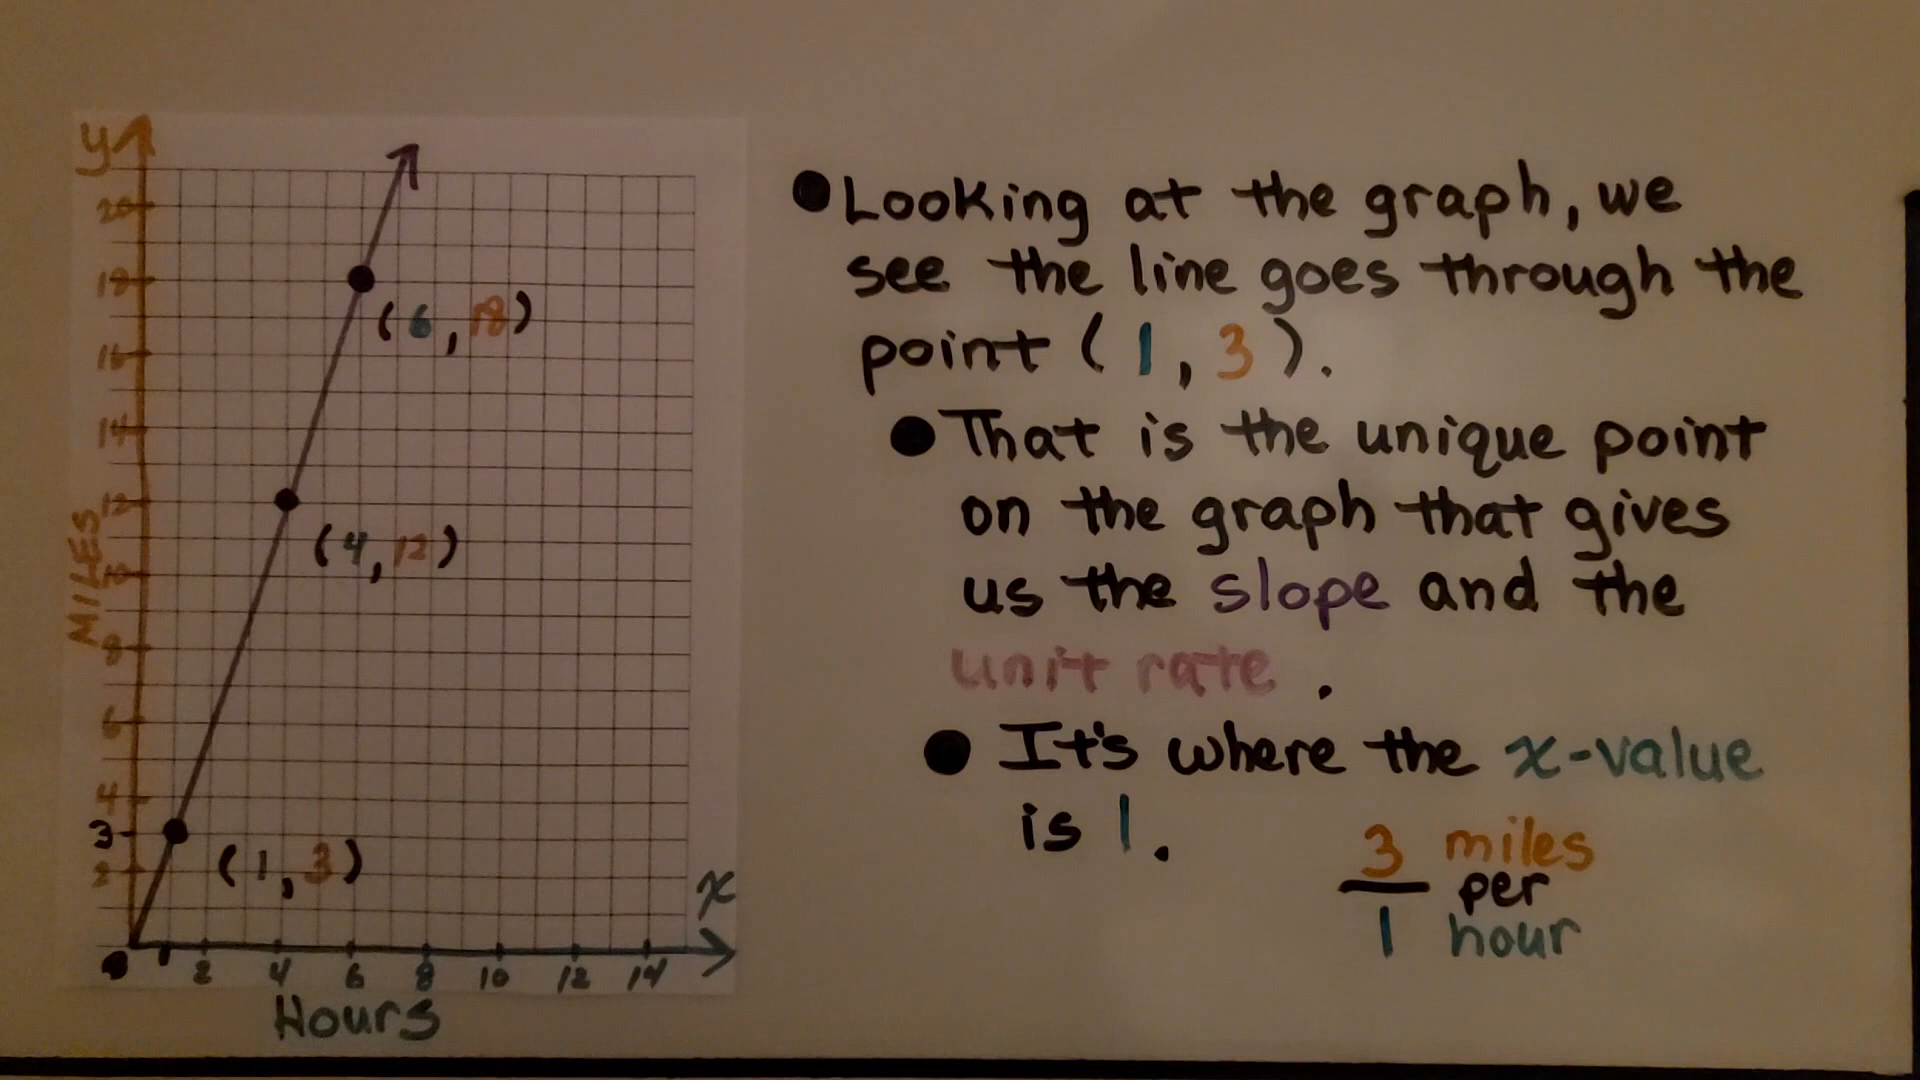 y
20
18
(6, 18)
16
14
12
(4, 12)
10
MILES
8
6
4
3
(1, 3)
2
x
0 1 2 4 6 8 10 12 14
Hours
• Looking at the graph, we
see the line goes through the
point (1, 3).
• That is the unique point
on the graph that gives
us the slope and the
unit rate.
• It's where the x-value
is 1.
3 miles
per
1 hour